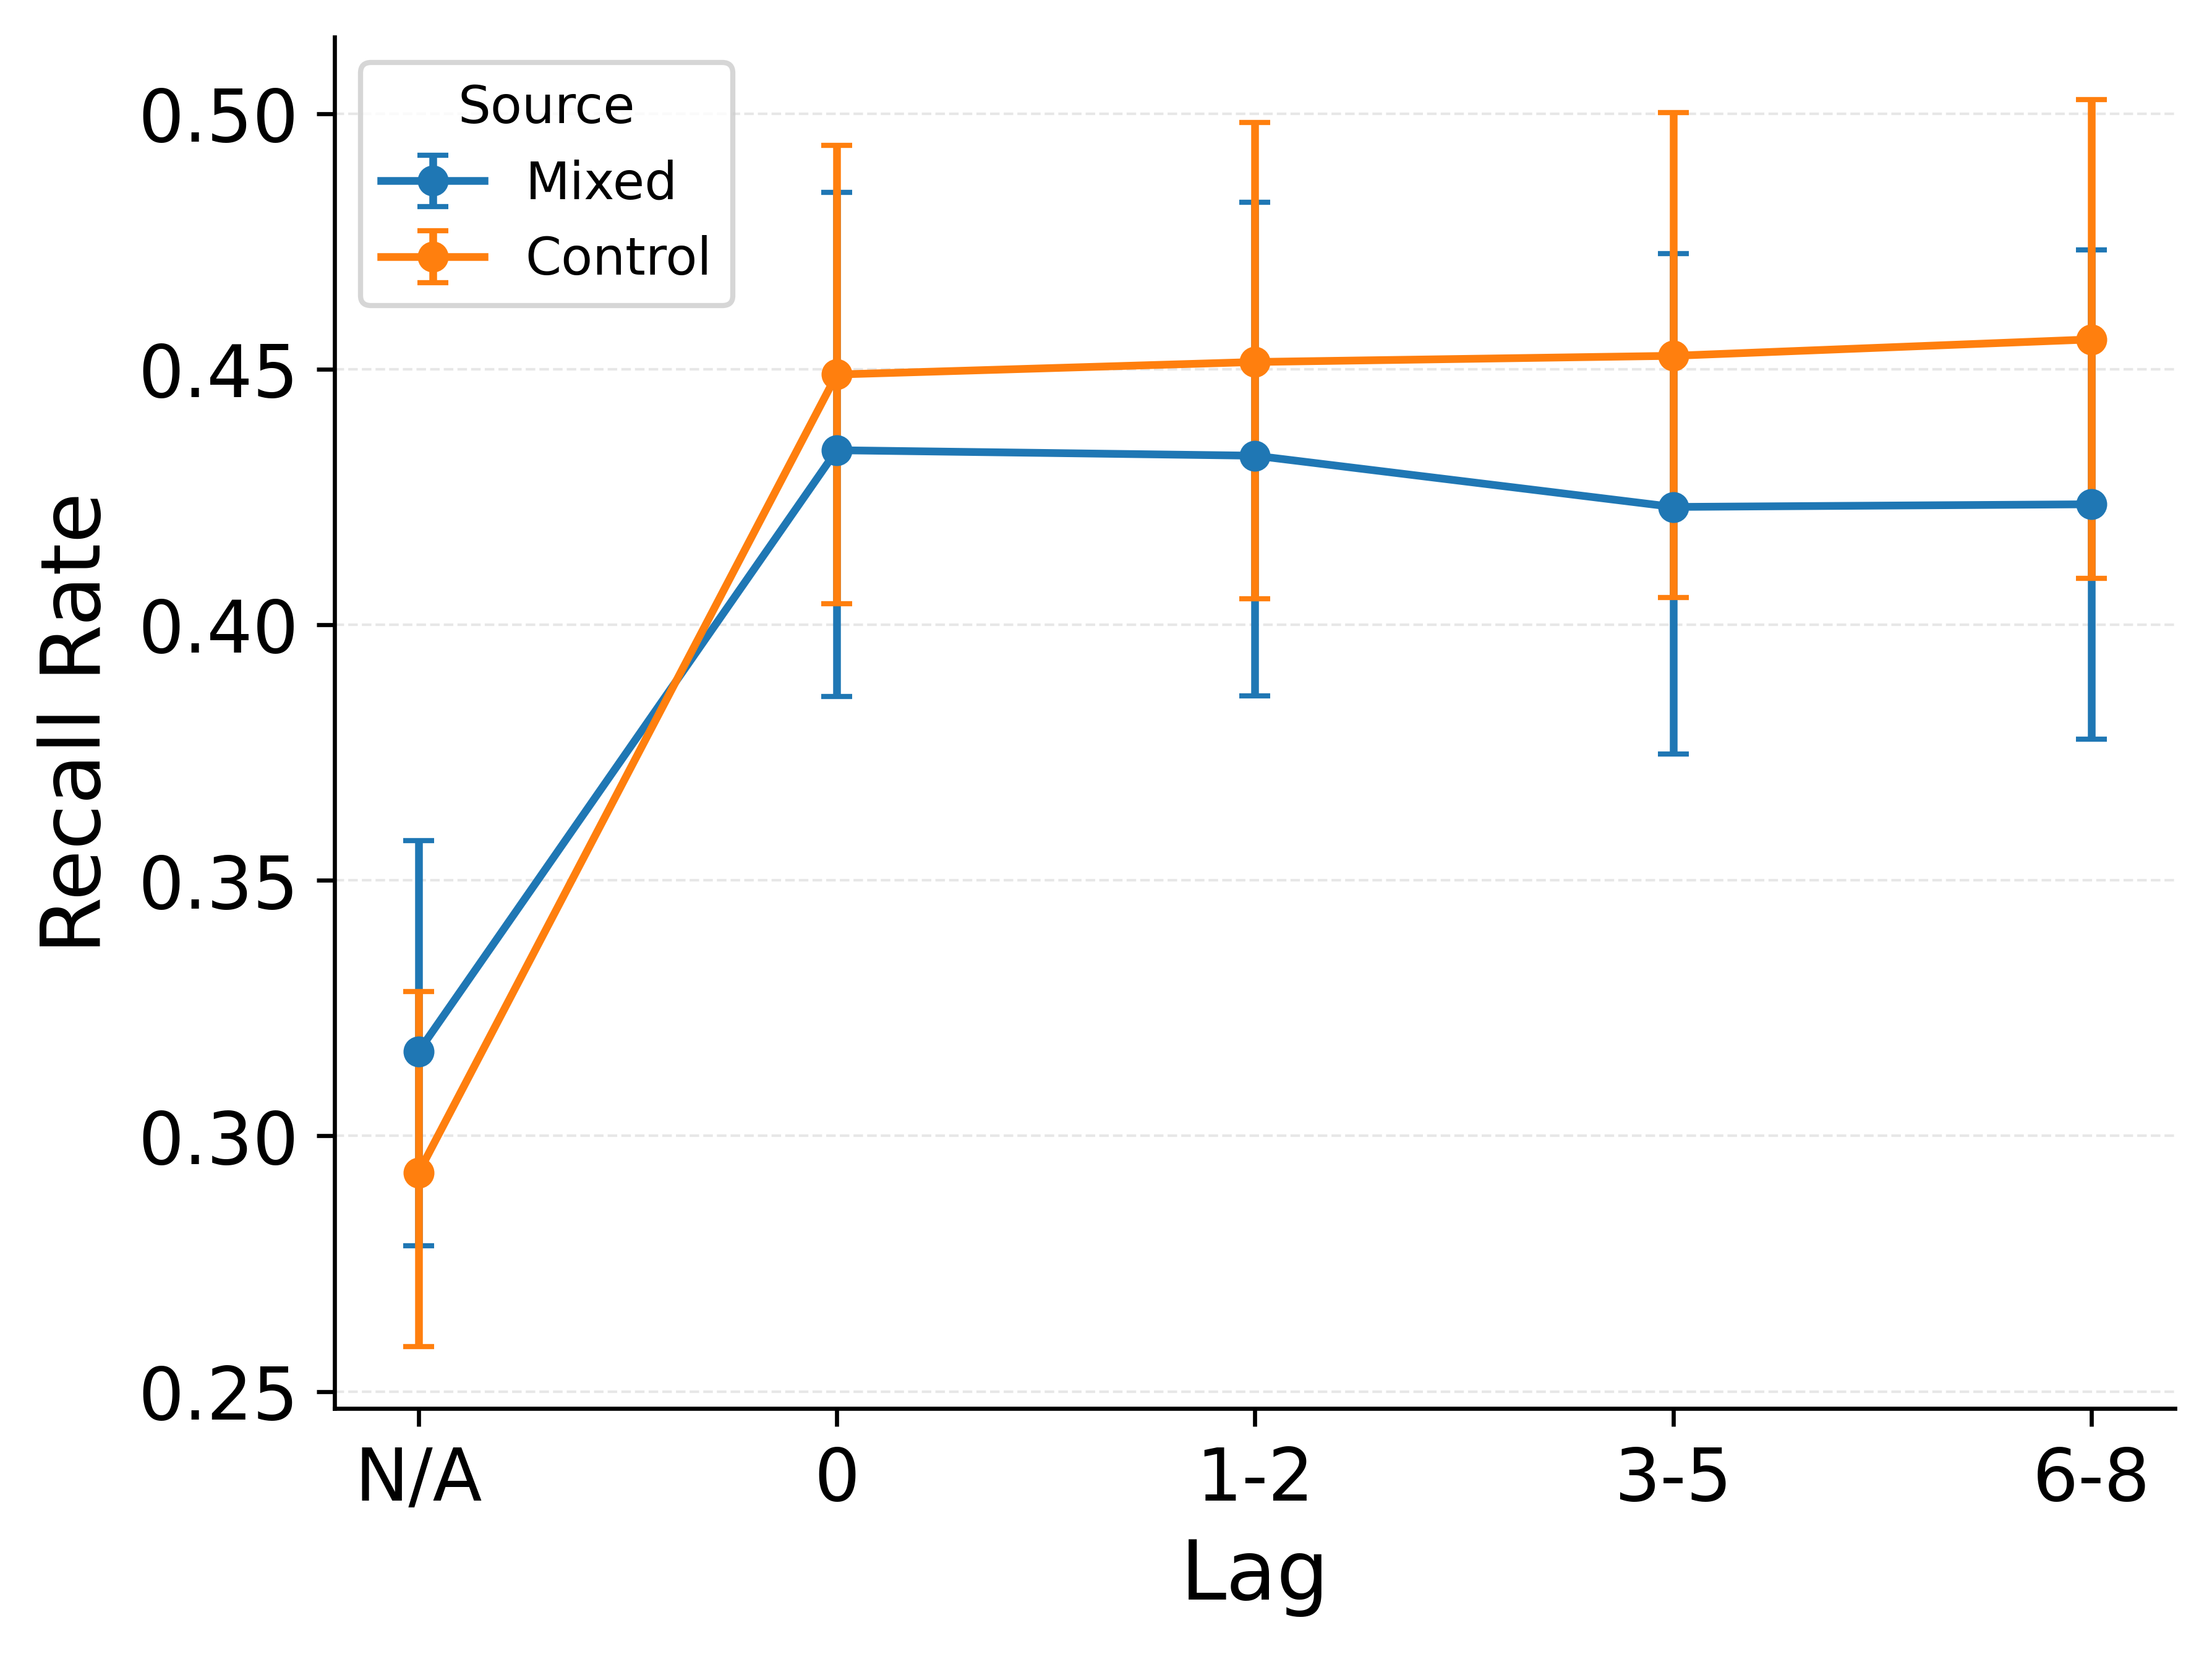 Source
Mixed
Control
0.50
0.45
0.40
0.35
0.30
0.25
Recall Rate
N/A 0 1-2 3-5 6-8
Lag